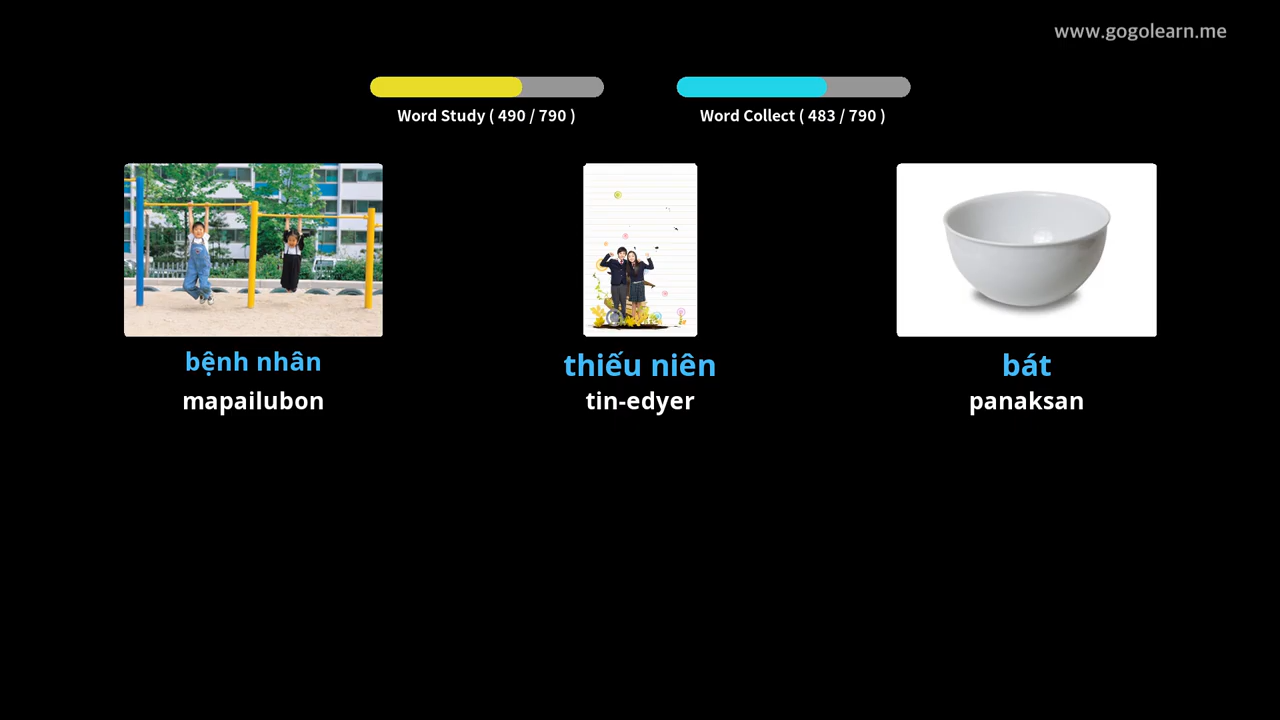 www.gogolearn.me
Word Study ( 490 / 790 )
Word Collect ( 483 / 790 )
bệnh nhân
mapailubon
thiếu niên
tin-edyer
bát
panaksan